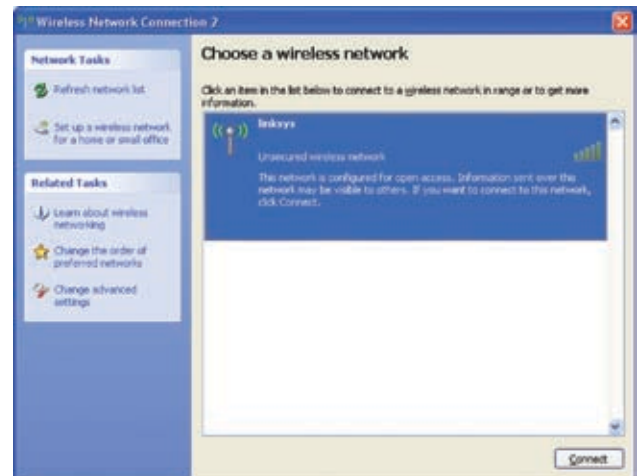 Wireless Network Connection 2
Network Tasks
Refresh network list
Set up a wireless network
for a home or small office
Related Tasks
Learn about wireless
networking
Change the order of
preferred networks
Change advanced
settings
Choose a wireless network
Click an item in the list below to connect to a wireless network in range or to get more
information.
linksys
Unsecured wireless network
This network is configured for open access. Information sent over this
network may be visible to others. If you want to connect to this network,
click Connect.
Connect